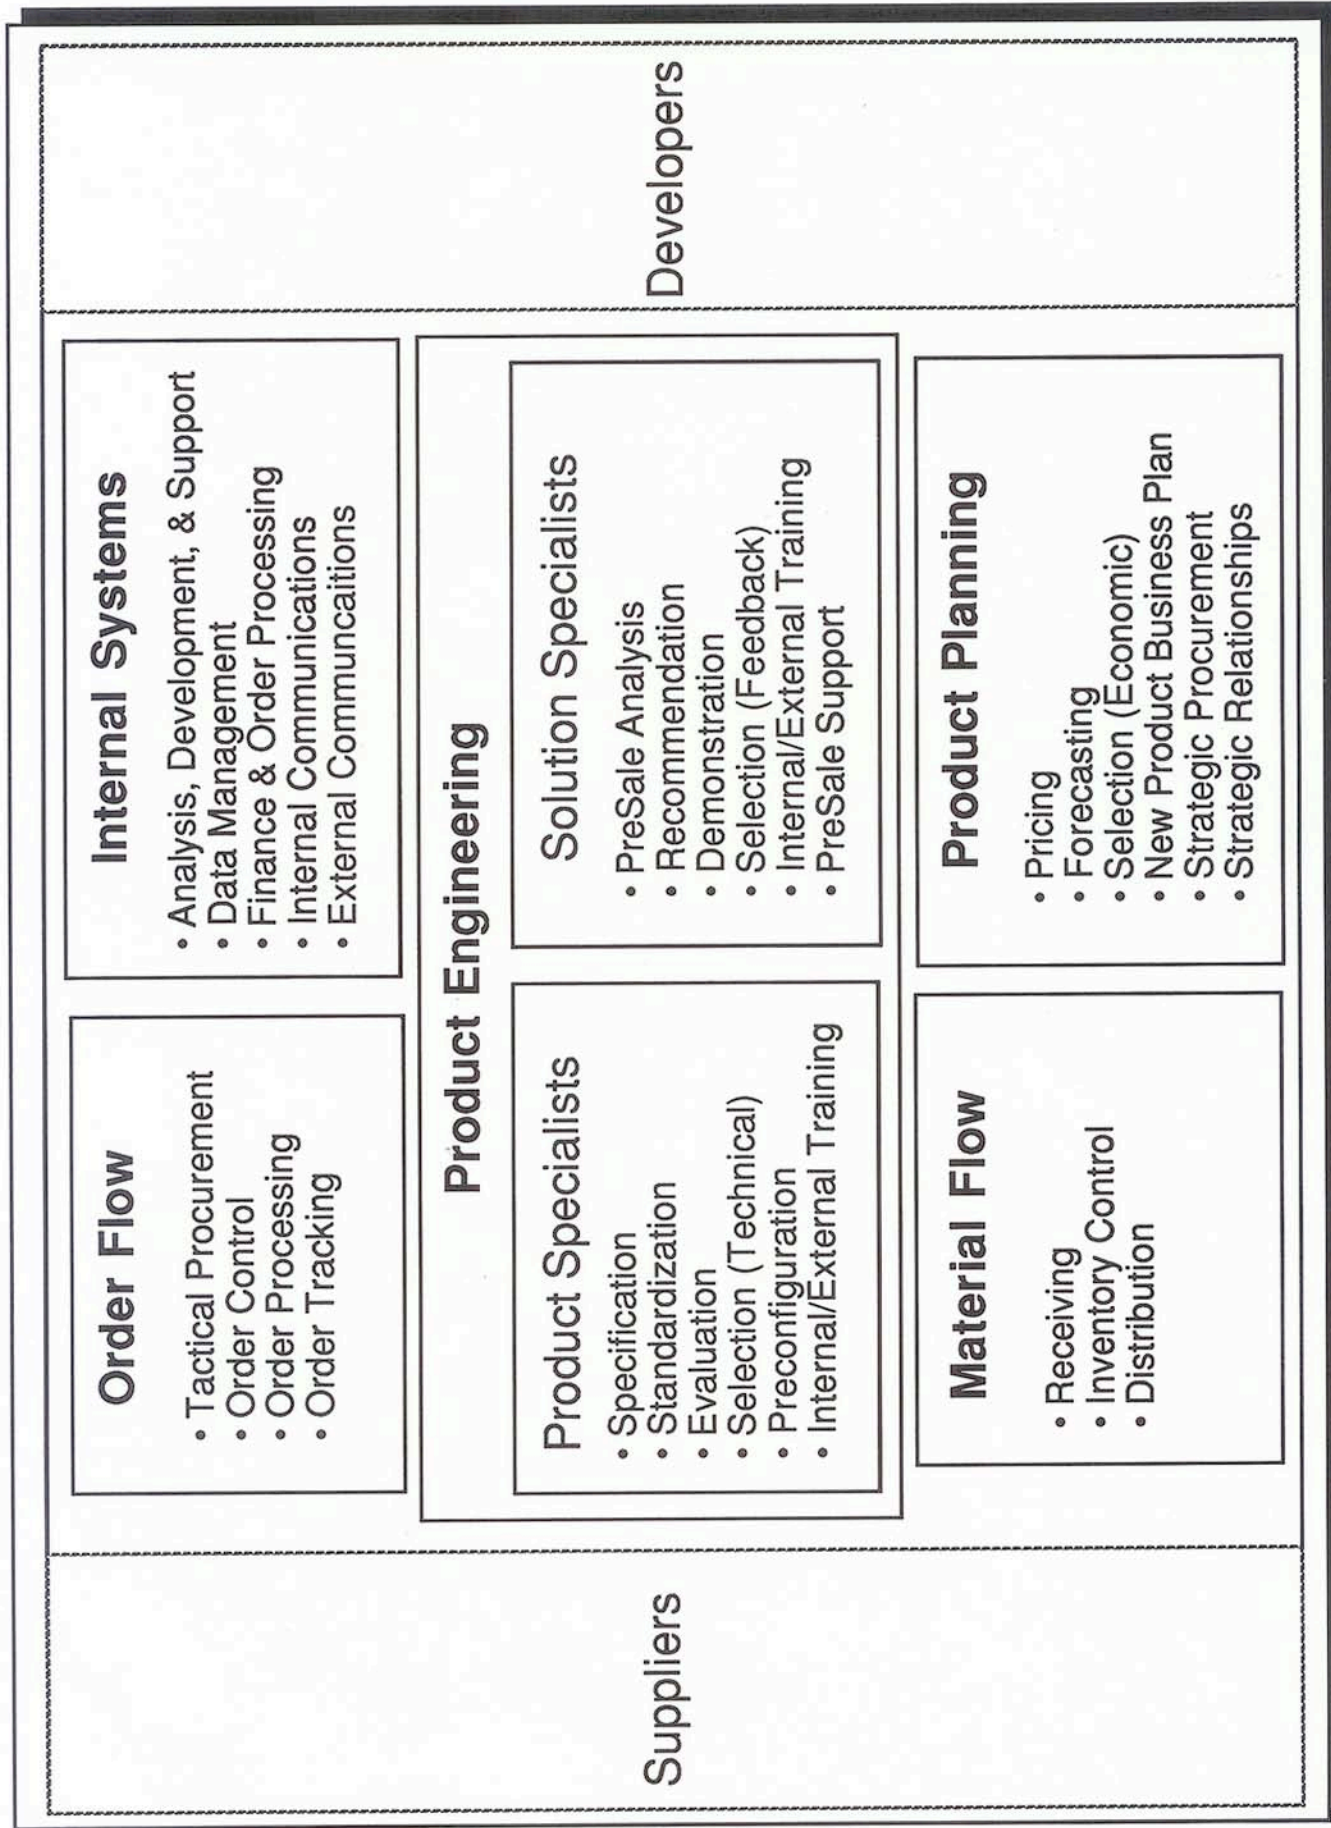 Suppliers
Order Flow
• Tactical Procurement
• Order Control
• Order Processing
• Order Tracking
Internal Systems
• Analysis, Development, & Support
• Data Management
• Finance & Order Processing
• Internal Communications
• External Communcaitions
Product Engineering
Product Specialists
• Specification
• Standardization
• Evaluation
• Selection (Technical)
• Preconfiguration
• Internal/External Training
Solution Specialists
• PreSale Analysis
• Recommendation
• Demonstration
• Selection (Feedback)
• Internal/External Training
• PreSale Support
Material Flow
• Receiving
• Inventory Control
• Distribution
Product Planning
• Pricing
• Forecasting
• Selection (Economic)
• New Product Business Plan
• Strategic Procurement
• Strategic Relationships
Developers